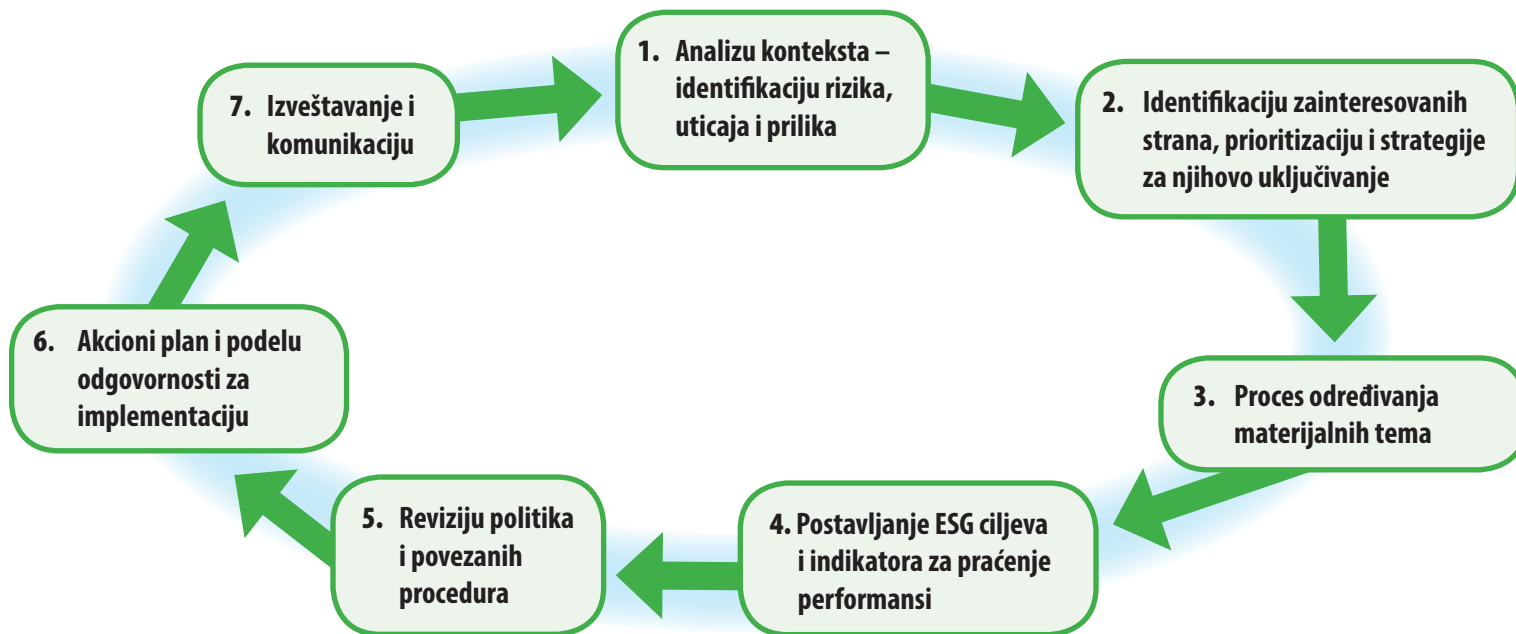 1. Analizu konteksta –
identifikaciju rizika,
uticaja i prilika
2. Identifikaciju zainteresovanih
strana, prioritizaciju i strategije
za njihovo uključivanje
3. Proces određivanja
materijalnih tema
4. Postavljanje ESG ciljeva
i indikatora za praćenje
performansi
5. Reviziju politika
i povezanih
procedura
6. Akcioni plan i podelu
odgovornosti za
implementaciju
7. Izveštavanje i
komunikaciju